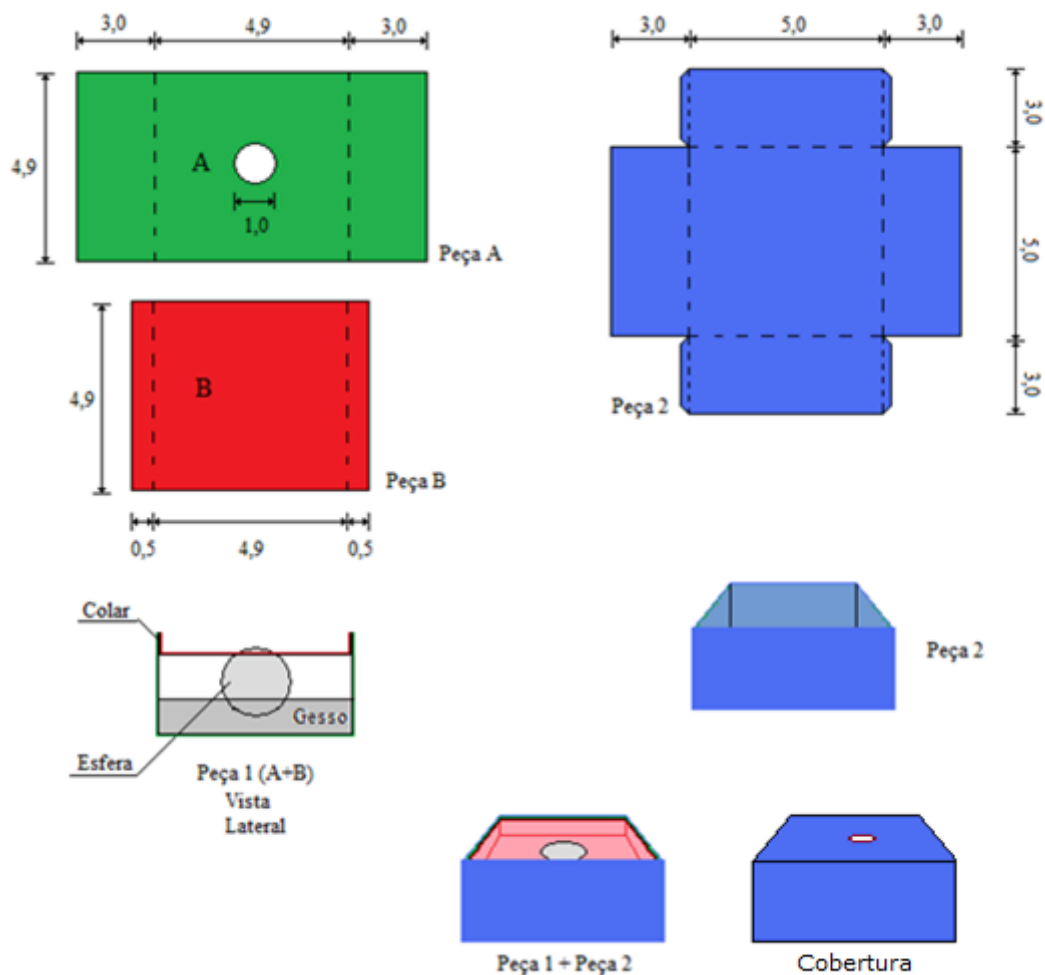 3,0 4,9 3,0
4,9
A
1,0
Peça A
4,9
B
Peça B
0,5 4,9 0,5
3,0 5,0 3,0
3,0
5,0
3,0
Peça 2
Colar
Gesso
Esfera
Peça 1 (A+B)
Vista
Lateral
Peça 2
Peça 1 + Peça 2
Cobertura